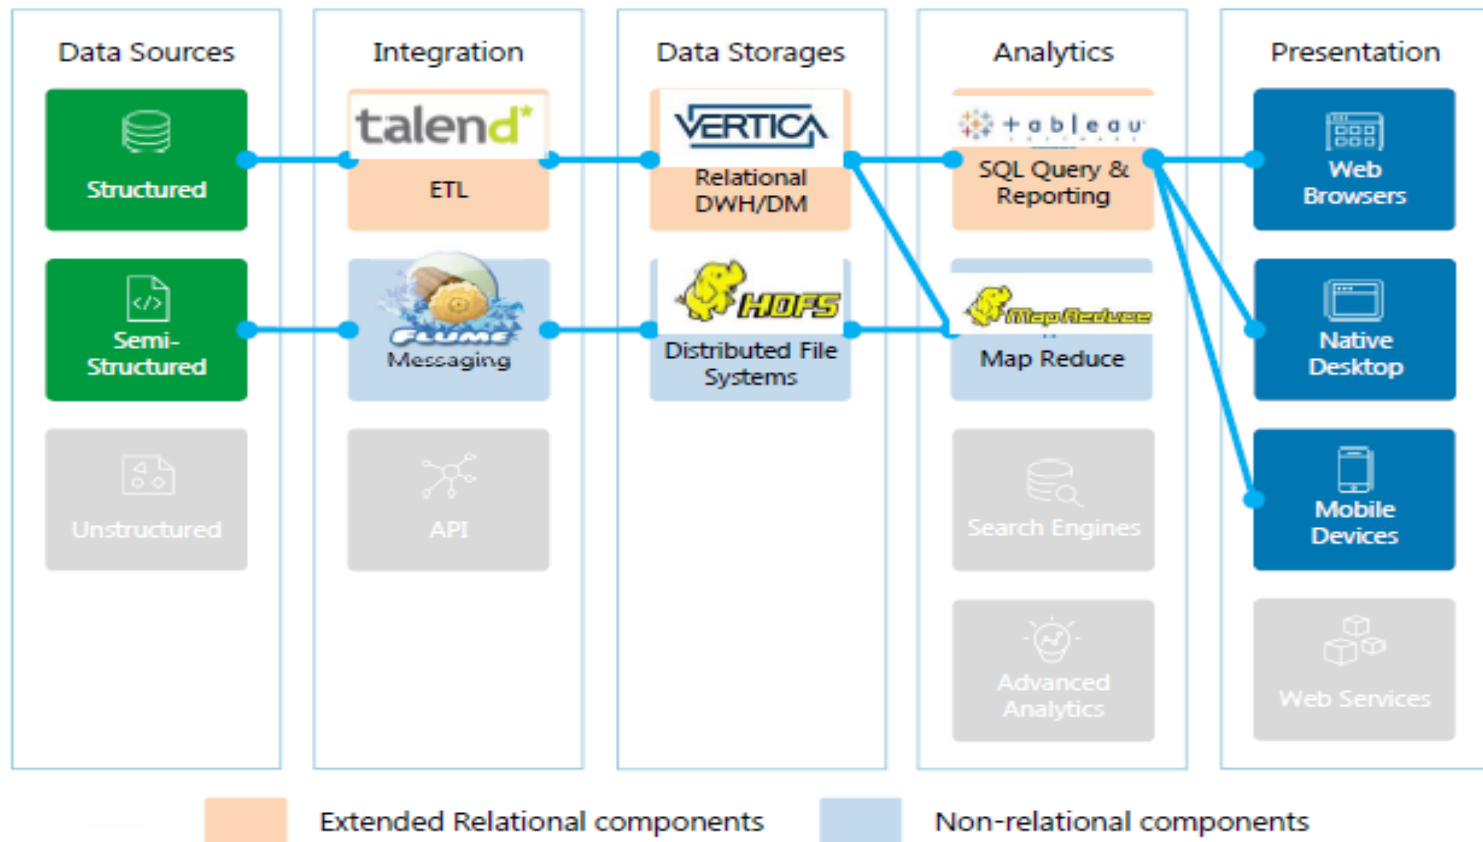 Data Sources
Integration
Data Storages
Analytics
Presentation
Structured
talend*
ETL
VERTICA
Relational
DWH/DM
+ a b l e a u
SQL Query &
Reporting
Web
Browsers
</>
Semi-
Structured
FLUME
Messaging
HDFS
Distributed File
Systems
MapReduce
Map Reduce
Native
Desktop
Unstructured
API
Search Engines
Mobile
Devices
Advanced
Analytics
Web Services
Extended Relational components
Non-relational components